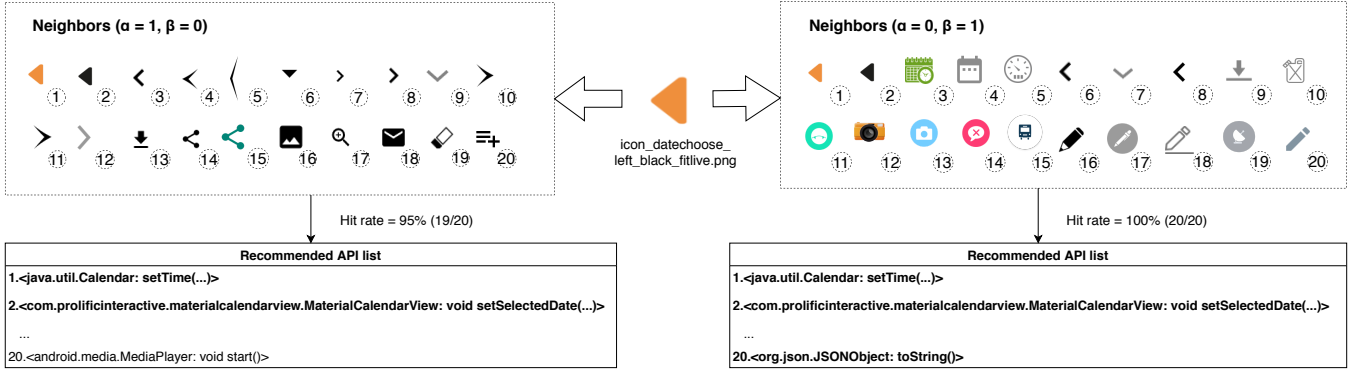 Neighbors (α = 1, β = 0)
1 2 3 4 5 6 7 8 9 10
11 12 13 14 15 16 17 18 19 20
Hit rate = 95% (19/20)
Recommended API list
1.<java.util.Calendar: setTime(...)>
2.<com.prolificinteractive.materialcalendarview.MaterialCalendarView: void setSelectedDate(...)>
...
20.<android.media.MediaPlayer: void start()>
icon_datechoose_
left_black_fitlive.png
Neighbors (α = 0, β = 1)
1 2 3 4 5 6 7 8 9 10
11 12 13 14 15 16 17 18 19 20
Hit rate = 100% (20/20)
Recommended API list
1.<java.util.Calendar: setTime(...)>
2.<com.prolificinteractive.materialcalendarview.MaterialCalendarView: void setSelectedDate(...)>
...
20.<org.json.JSONObject: toString()>